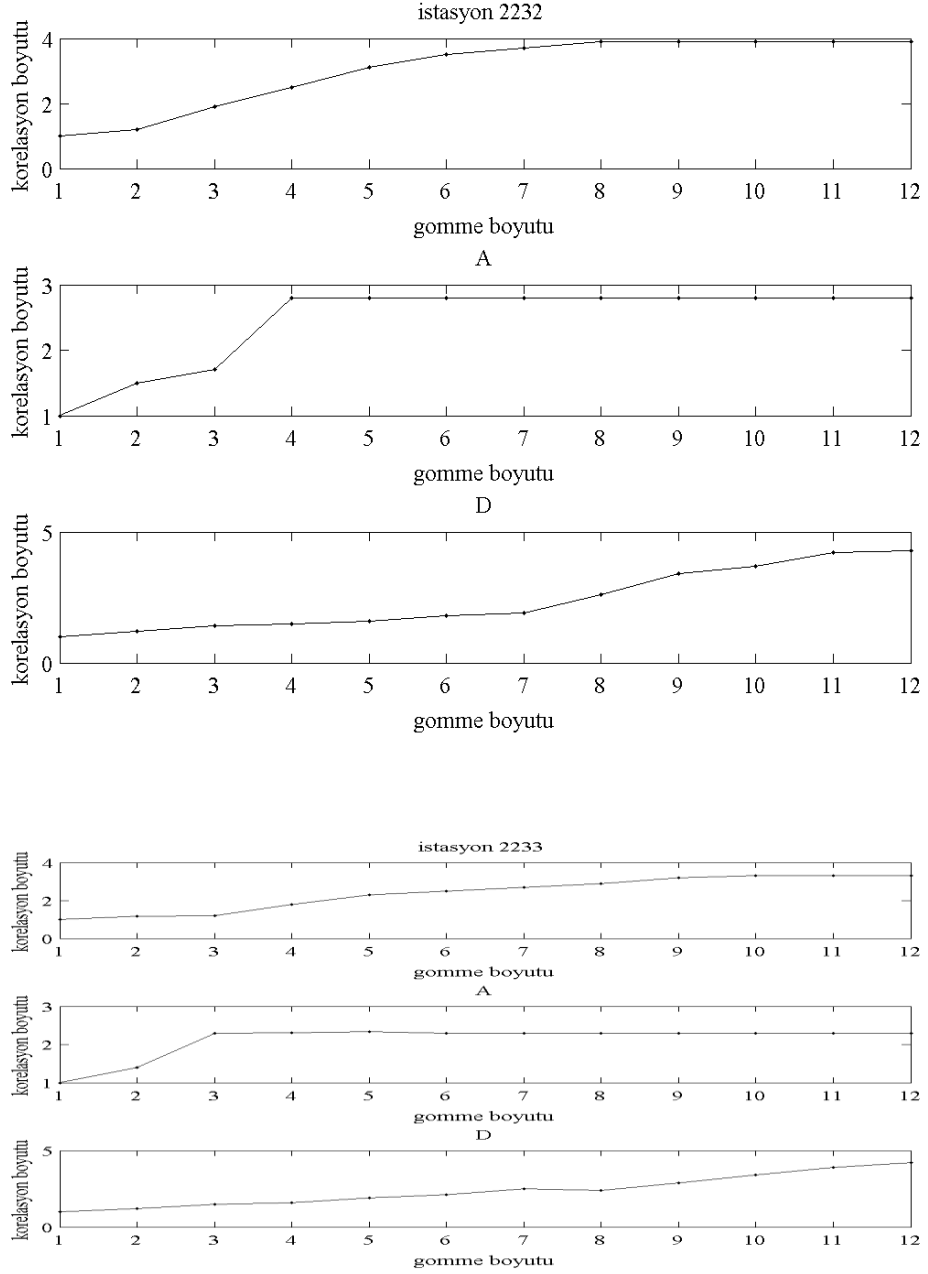 istasyon 2232
korelasyon boyutu
4
2
0
1 2 3 4 5 6 7 8 9 10 11 12
gomme boyutu
A
korelasyon boyutu
3
2
1
1 2 3 4 5 6 7 8 9 10 11 12
gomme boyutu
D
korelasyon boyutu
5
0
1 2 3 4 5 6 7 8 9 10 11 12
gomme boyutu
istasyon 2233
korelasyon boyutu
4
2
0
1 2 3 4 5 6 7 8 9 10 11 12
gomme boyutu
A
korelasyon boyutu
3
2
1
1 2 3 4 5 6 7 8 9 10 11 12
gomme boyutu
D
korelasyon boyutu
5
0
1 2 3 4 5 6 7 8 9 10 11 12
gomme boyutu